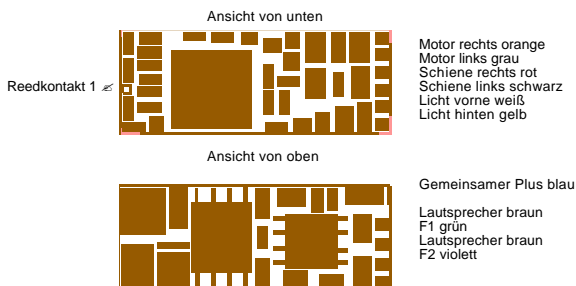 Ansicht von unten
Motor rechts orange
Motor links grau
Schiene rechts rot
Schiene links schwarz
Licht vorne weiß
Licht hinten gelb
Reedkontakt 1
Ansicht von oben
Gemeinsamer Plus blau
Lautsprecher braun
F1 grün
Lautsprecher braun
F2 violett